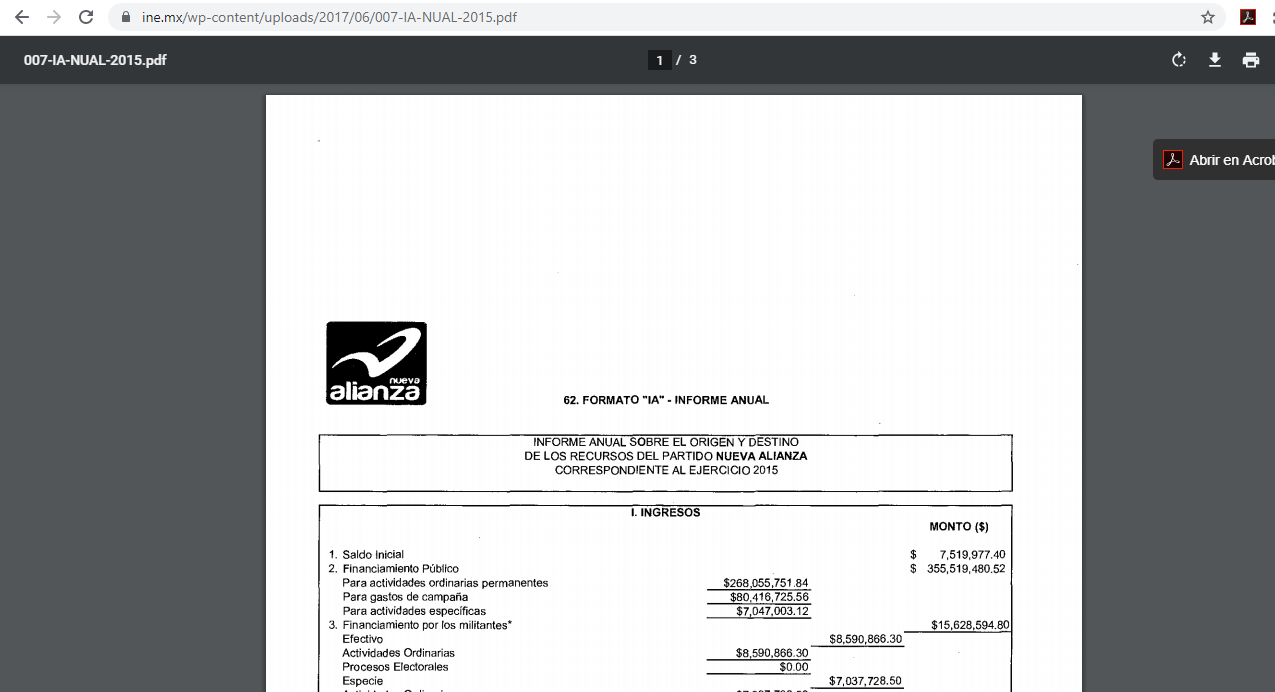 ine.mx/wp-content/uploads/2017/06/007-IA-NUAL-2015.pdf
007-IA-NUAL-2015.pdf
1 / 3
Abrir en Acrob
nueva
alianza
62. FORMATO "IA" - INFORME ANUAL
INFORME ANUAL SOBRE EL ORIGEN Y DESTINO
DE LOS RECURSOS DEL PARTIDO NUEVA ALIANZA
CORRESPONDIENTE AL EJERCICIO 2015
I. INGRESOS
MONTO ($)
1. Saldo Inicial $ 7,519,977.40
2. Financiamiento Público $ 355,519,480.52
Para actividades ordinarias permanentes $268,055,751.84
Para gastos de campaña $80,416,725.56
Para actividades específicas $7,047,003.12
3. Financiamiento por los militantes* $15,628,594.80
Efectivo $8,590,866.30
Actividades Ordinarias $8,590,866.30
Procesos Electorales $0.00
Especie $7,037,728.50